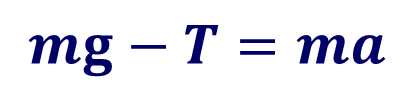 mg − T = ma